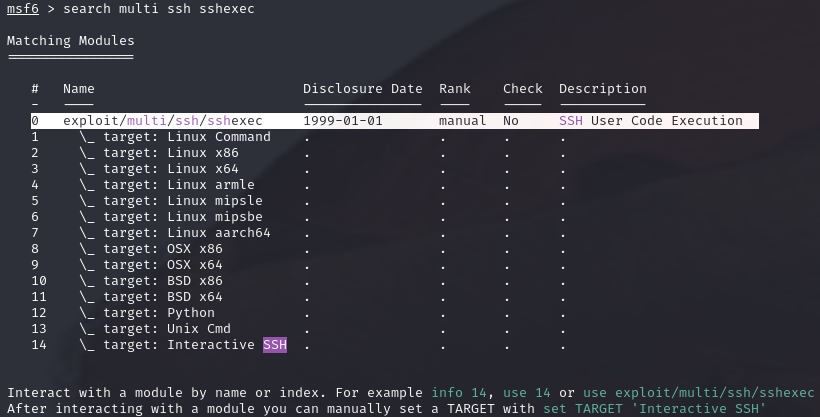 msf6 > search multi ssh sshexec
Matching Modules
================
# Name Disclosure Date Rank Check Description
- ---- --------------- ---- ----- -----------
0 exploit/multi/ssh/sshexec 1999-01-01 manual No SSH User Code Execution
1 \_ target: Linux Command . . . .
2 \_ target: Linux x86 . . . .
3 \_ target: Linux x64 . . . .
4 \_ target: Linux armle . . . .
5 \_ target: Linux mipsle . . . .
6 \_ target: Linux mipsbe . . . .
7 \_ target: Linux aarch64 . . . .
8 \_ target: OSX x86 . . . .
9 \_ target: OSX x64 . . . .
10 \_ target: BSD x86 . . . .
11 \_ target: BSD x64 . . . .
12 \_ target: Python . . . .
13 \_ target: Unix Cmd . . . .
14 \_ target: Interactive SSH . . . .
Interact with a module by name or index. For example info 14, use 14 or use exploit/multi/ssh/sshexec
After interacting with a module you can manually set a TARGET with set TARGET 'Interactive SSH'